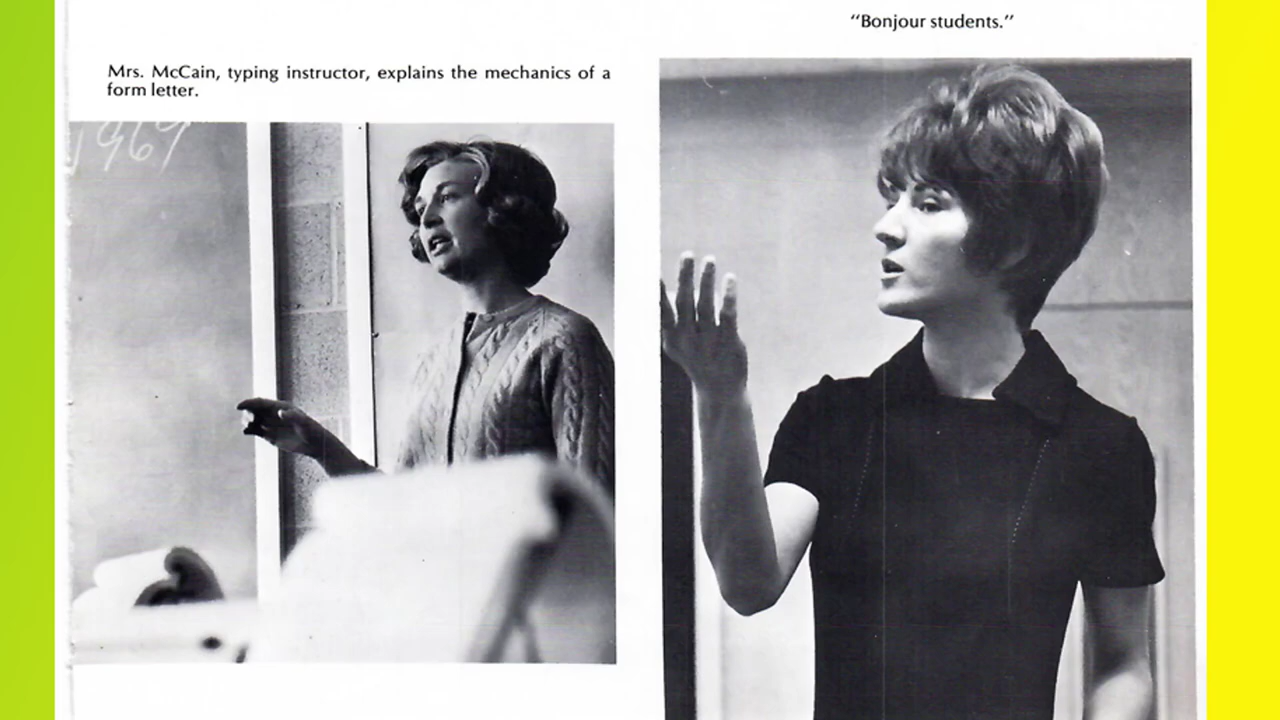 "Bonjour students."
Mrs. McCain, typing instructor, explains the mechanics of a
form letter.
1969